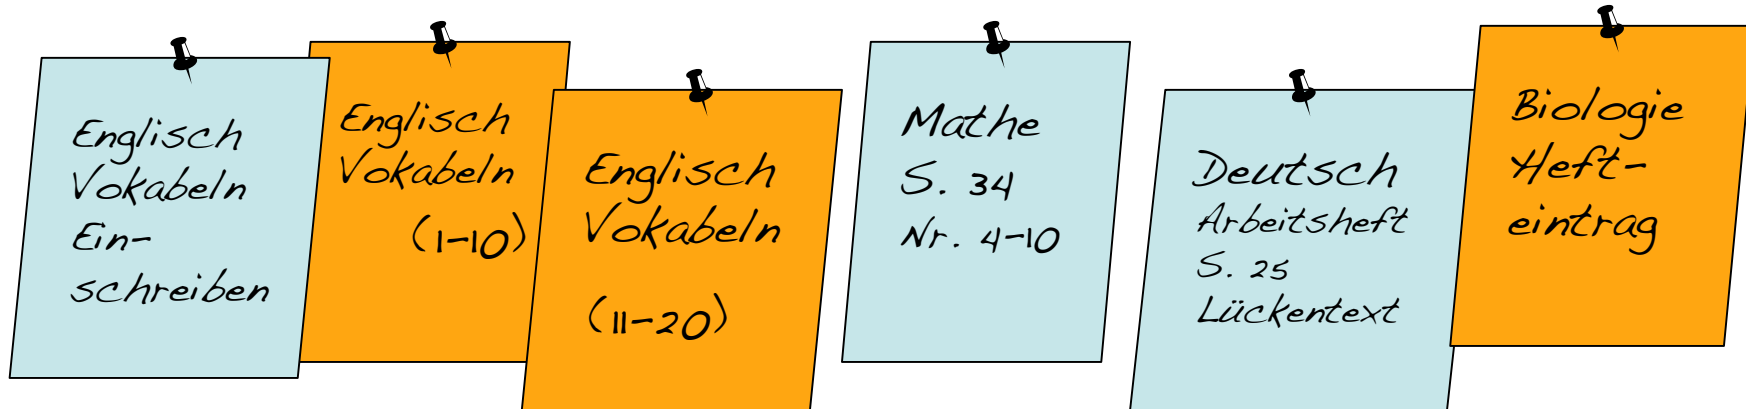 Englisch
Vokabeln
Ein-
schreiben
Englisch
Vokabeln
(1-10)
Englisch
Vokabeln
(11-20)
Mathe
S. 34
Nr. 4-10
Deutsch
Arbeitsheft
S. 25
Lückentext
Biologie
Heft-
eintrag